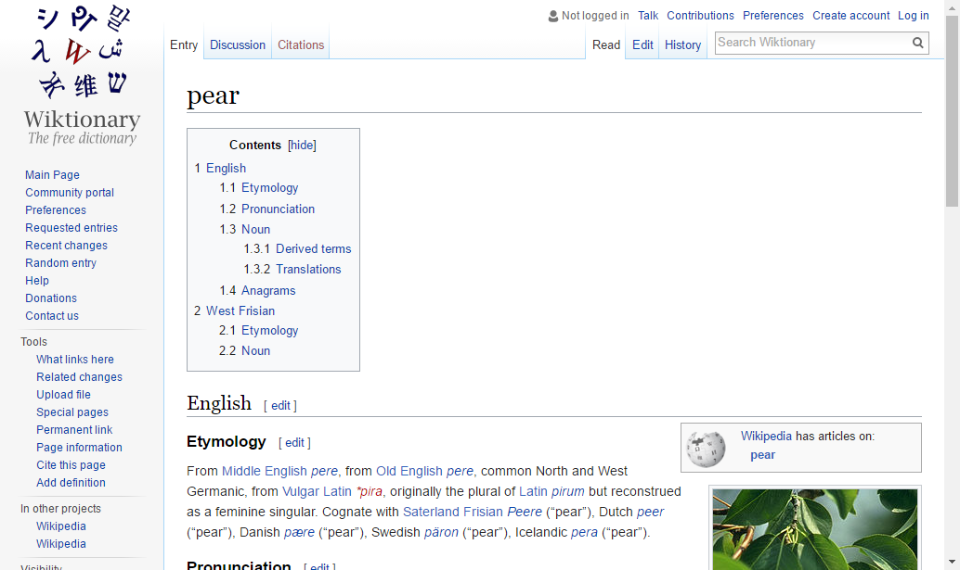 シ ཕྲ 말
λ W ش
维 ש
Wiktionary
The free dictionary
Main Page
Community portal
Preferences
Requested entries
Recent changes
Random entry
Help
Donations
Contact us
Tools
What links here
Related changes
Upload file
Special pages
Permanent link
Page information
Cite this page
Add definition
In other projects
Wikipedia
Wikipedia
Visibility
Not logged in Talk Contributions Preferences Create account Log in
Entry Discussion Citations Read Edit History Search Wiktionary
pear
Contents [hide]
1 English
1.1 Etymology
1.2 Pronunciation
1.3 Noun
1.3.1 Derived terms
1.3.2 Translations
1.4 Anagrams
2 West Frisian
2.1 Etymology
2.2 Noun
English [ edit ]
Etymology [ edit ]
From Middle English pere, from Old English pere, common North and West
Germanic, from Vulgar Latin *pira, originally the plural of Latin pirum but reconstrued
as a feminine singular. Cognate with Saterland Frisian Peere (“pear”), Dutch peer
(“pear”), Danish pære (“pear”), Swedish päron (“pear”), Icelandic pera (“pear”).
Wikipedia has articles on:
pear
Pronunciation [ edit ]